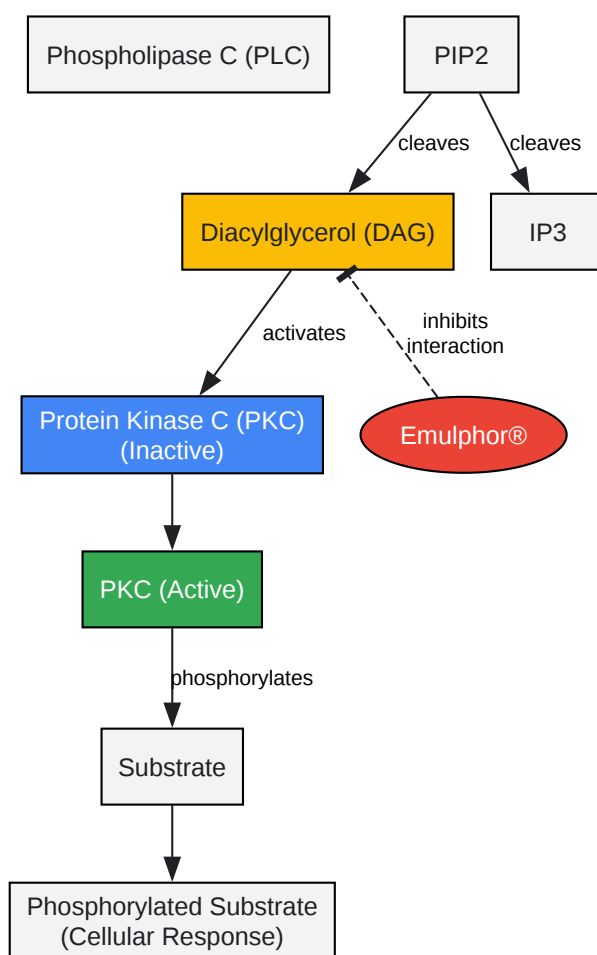 Phospholipase C (PLC)
PIP2
cleaves
cleaves
Diacylglycerol (DAG)
IP3
activates
inhibits
interaction
Protein Kinase C (PKC)
(Inactive)
Emulphor®
PKC (Active)
phosphorylates
Substrate
Phosphorylated Substrate
(Cellular Response)